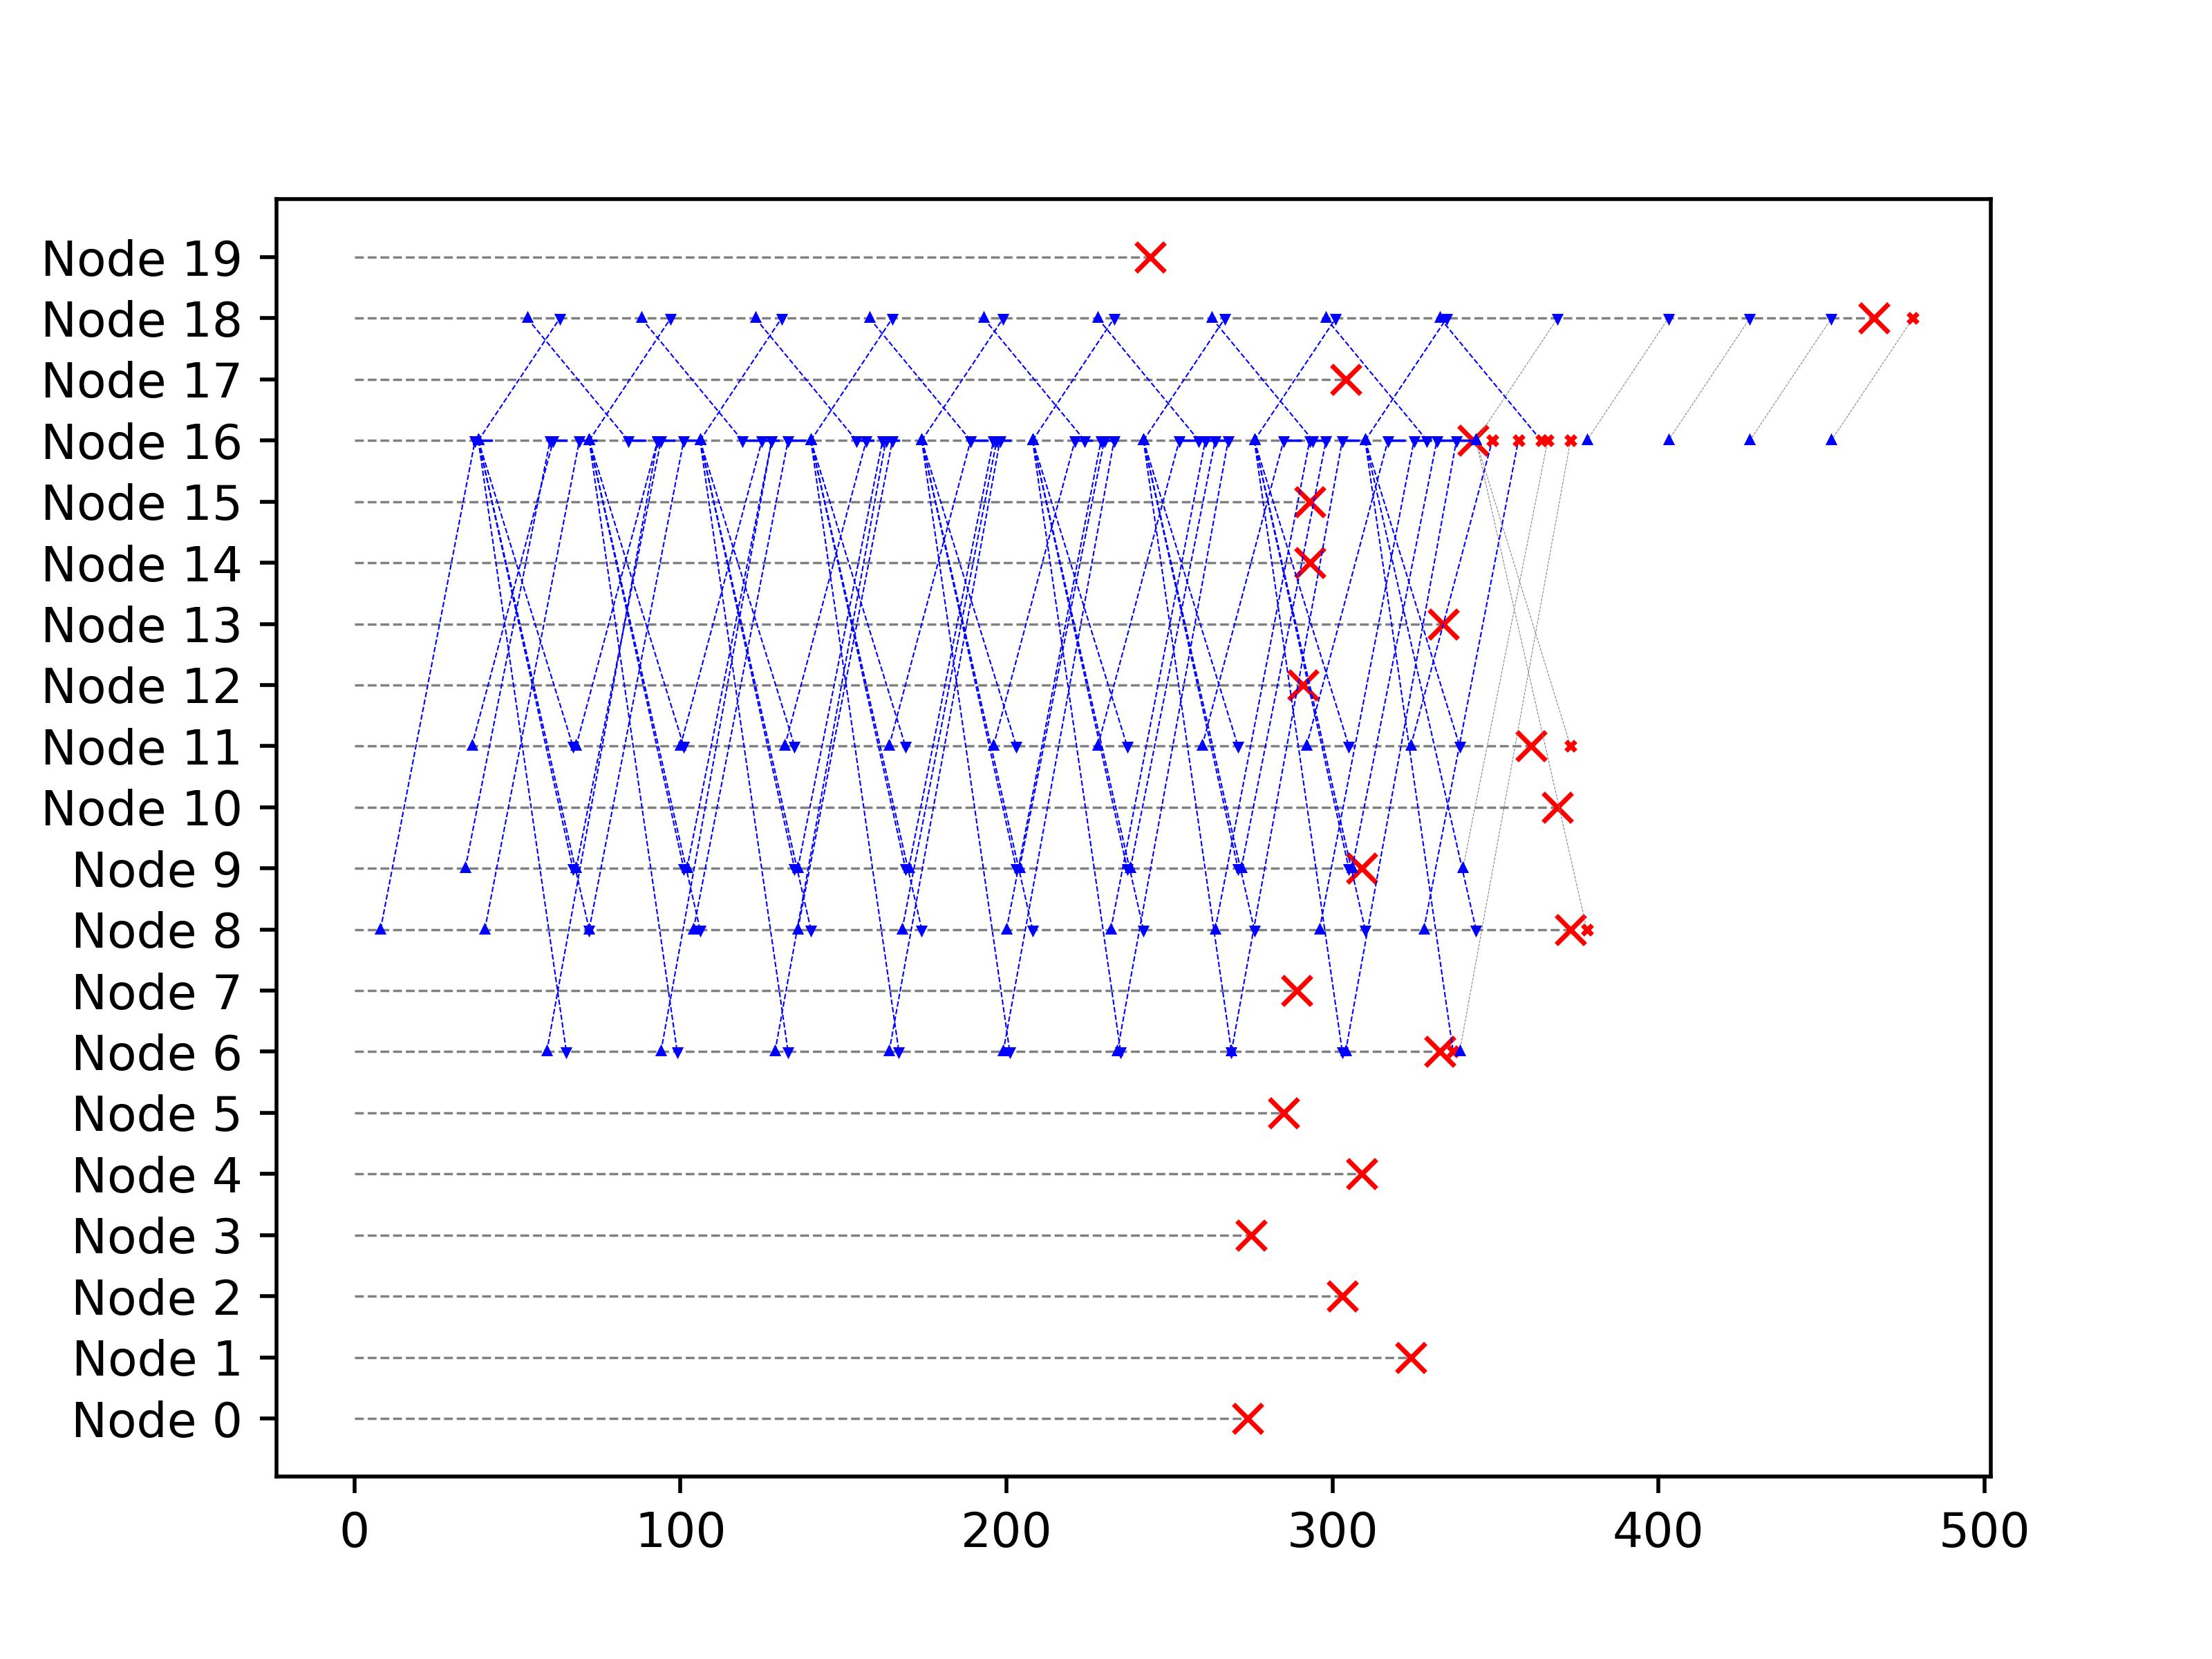 Node 19
Node 18
Node 17
Node 16
Node 15
Node 14
Node 13
Node 12
Node 11
Node 10
Node 9
Node 8
Node 7
Node 6
Node 5
Node 4
Node 3
Node 2
Node 1
Node 0
0 100 200 300 400 500